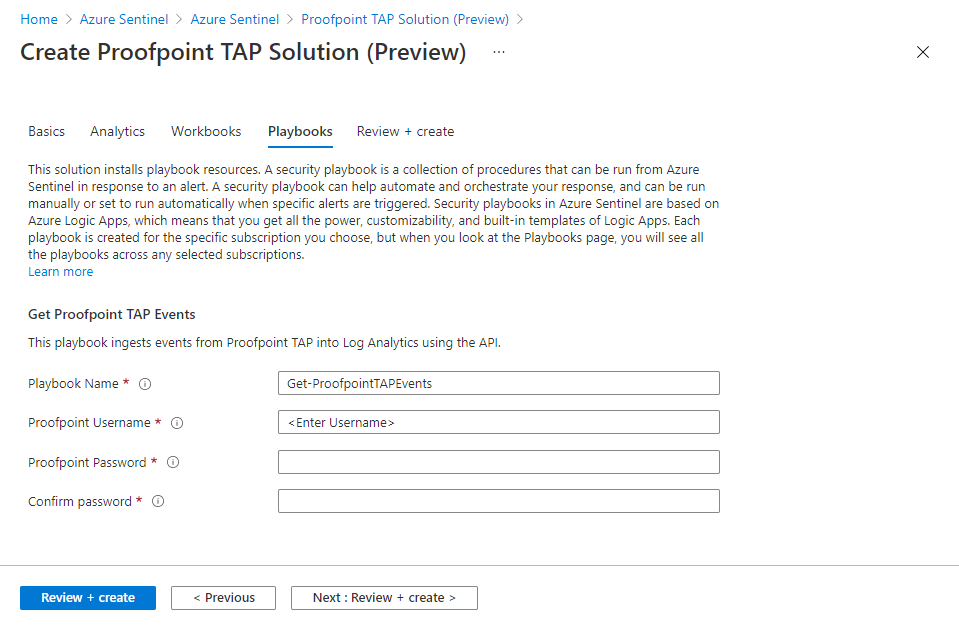 Home > Azure Sentinel > Azure Sentinel > Proofpoint TAP Solution (Preview) >
Create Proofpoint TAP Solution (Preview) ...
Basics Analytics Workbooks Playbooks Review + create
This solution installs playbook resources. A security playbook is a collection of procedures that can be run from Azure
Sentinel in response to an alert. A security playbook can help automate and orchestrate your response, and can be run
manually or set to run automatically when specific alerts are triggered. Security playbooks in Azure Sentinel are based on
Azure Logic Apps, which means that you get all the power, customizability, and built-in templates of Logic Apps. Each
playbook is created for the specific subscription you choose, but when you look at the Playbooks page, you will see all
the playbooks across any selected subscriptions.
Learn more
Get Proofpoint TAP Events
This playbook ingests events from Proofpoint TAP into Log Analytics using the API.
Playbook Name * Get-ProofpointTAPEvents
Proofpoint Username * <Enter Username>
Proofpoint Password *
Confirm password *
Review + create < Previous Next : Review + create >